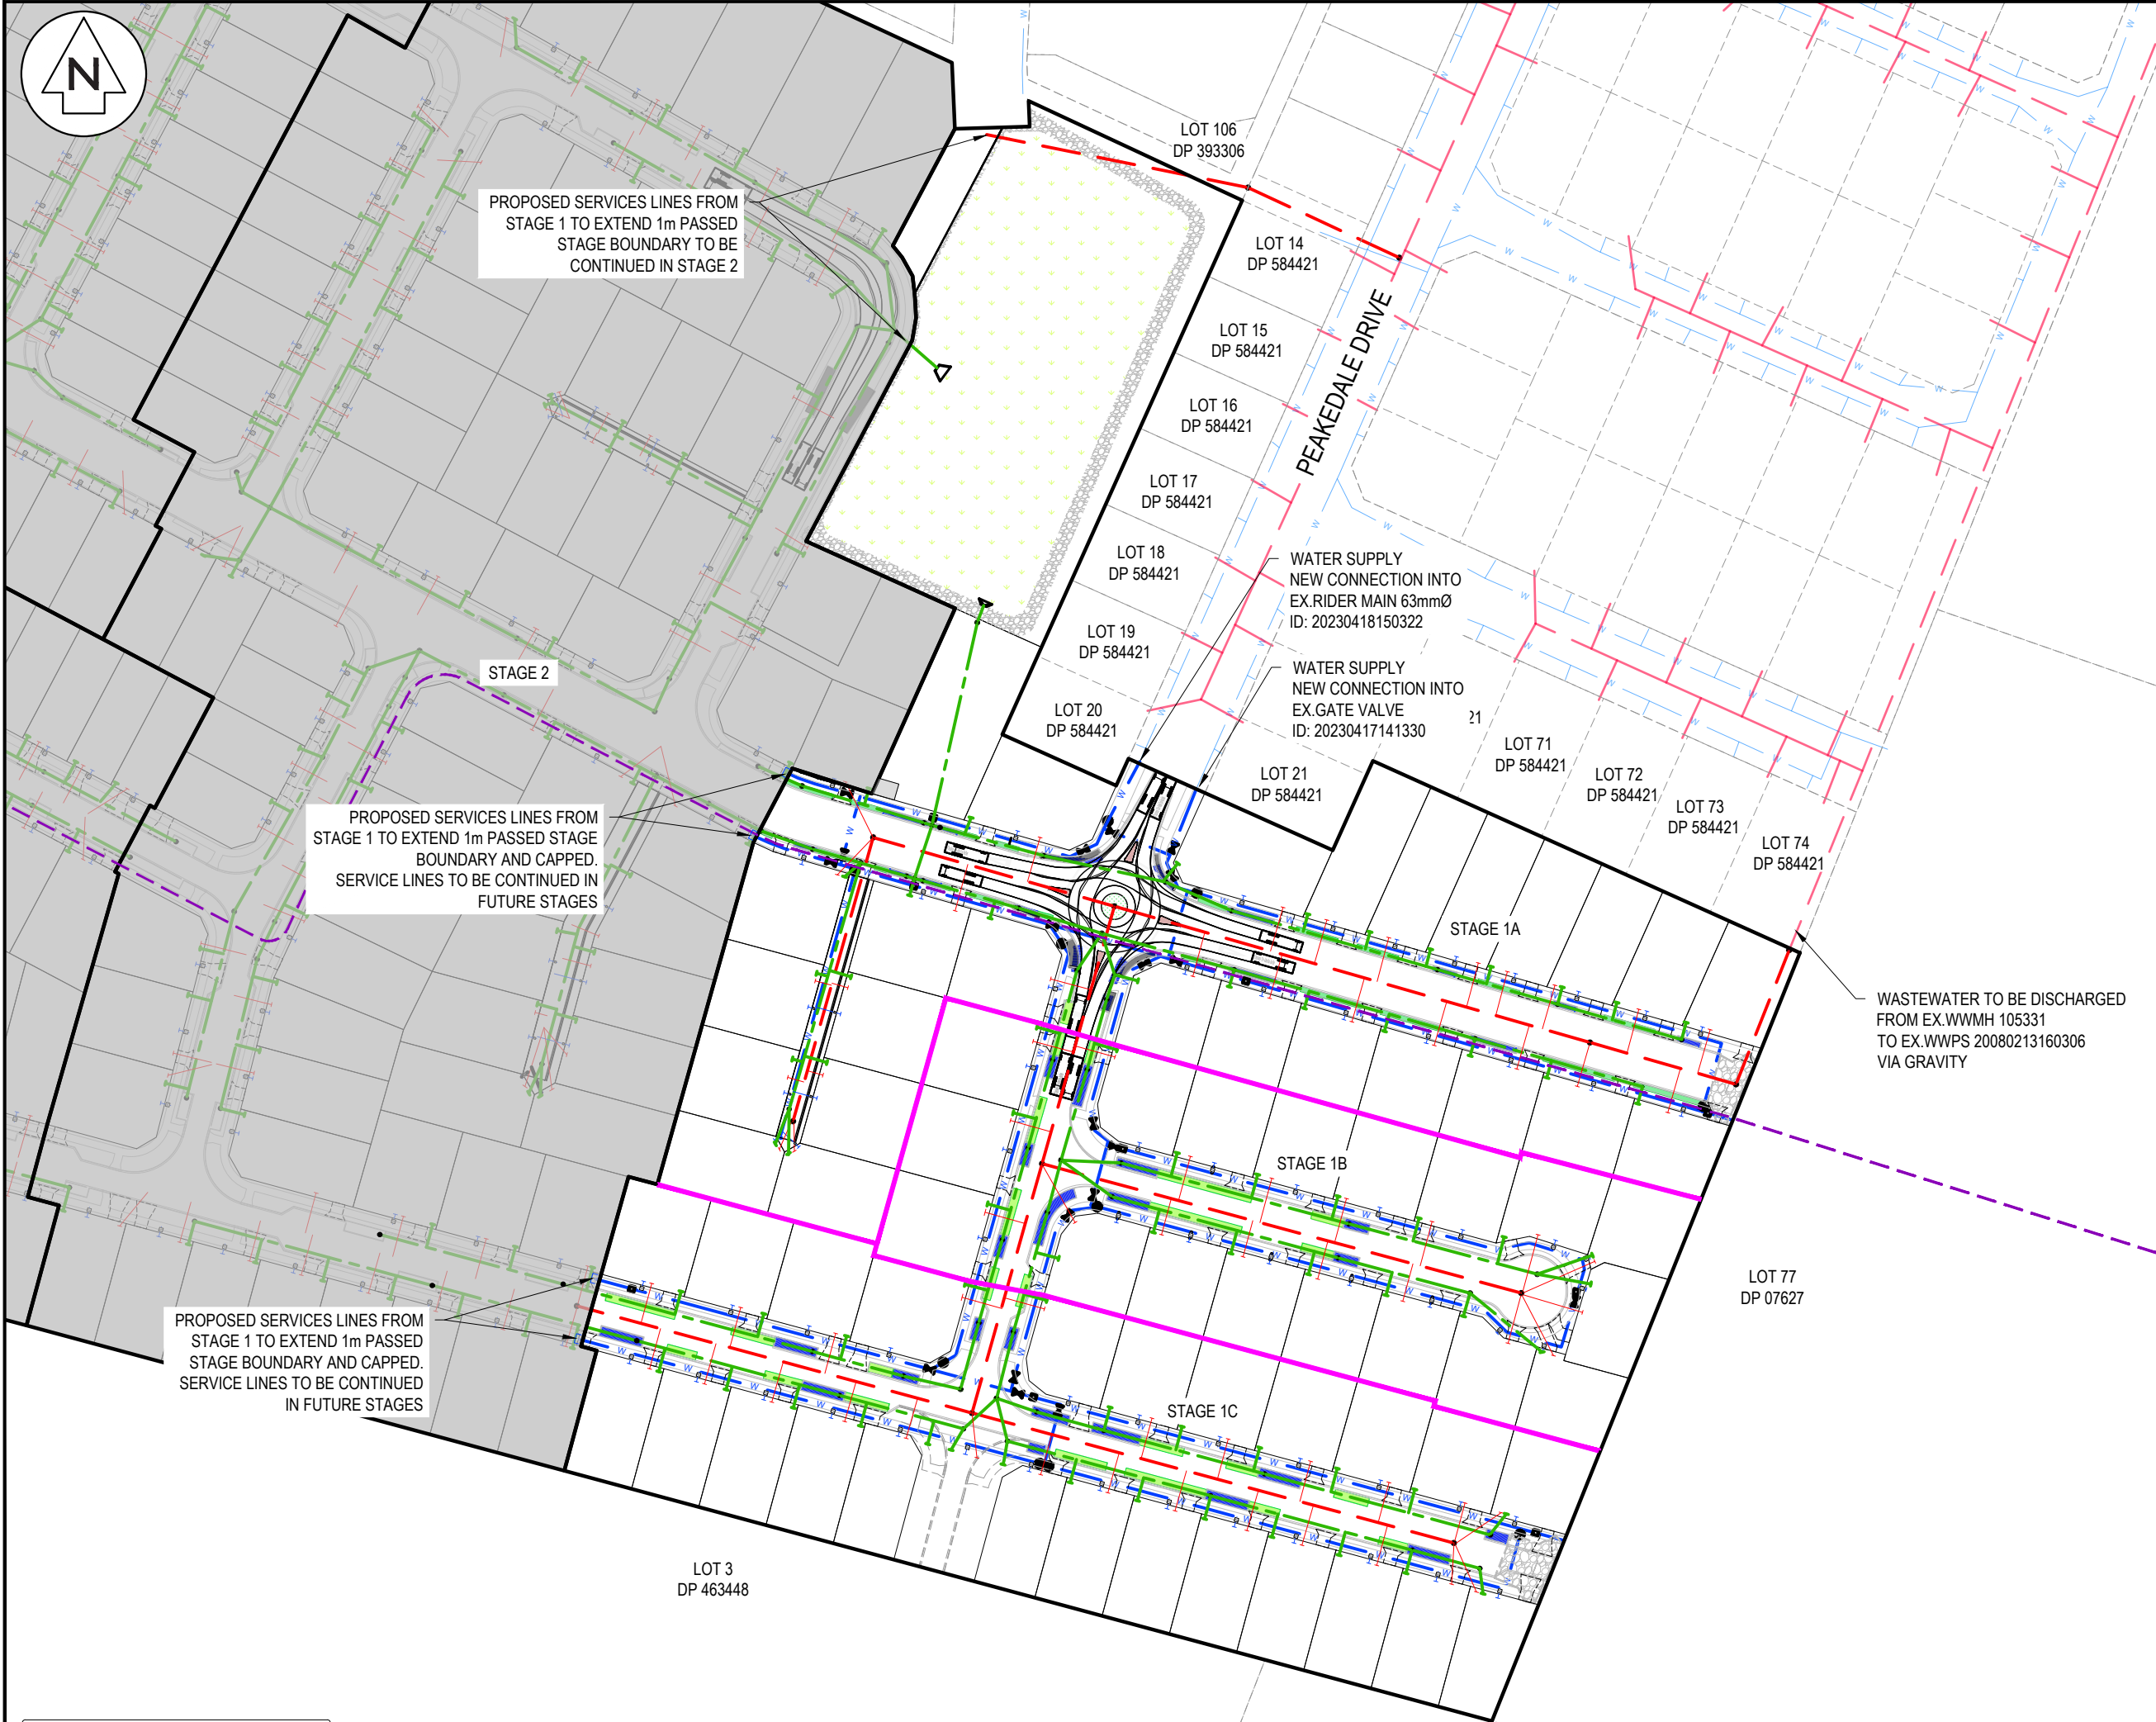 N
LOT 106
DP 393306
PROPOSED SERVICES LINES FROM
STAGE 1 TO EXTEND 1m PASSED
STAGE BOUNDARY TO BE
CONTINUED IN STAGE 2
LOT 14
DP 584421
LOT 15
DP 584421
PEAKEDALE DRIVE
LOT 16
DP 584421
LOT 17
DP 584421
LOT 18
DP 584421
WATER SUPPLY
NEW CONNECTION INTO
EX.RIDER MAIN 63mmØ
ID: 20230418150322
LOT 19
DP 584421
WATER SUPPLY
NEW CONNECTION INTO
EX.GATE VALVE
ID: 20230417141330
21
STAGE 2
LOT 20
DP 584421
LOT 21
DP 584421
LOT 71
DP 584421
LOT 72
DP 584421
LOT 73
DP 584421
LOT 74
DP 584421
PROPOSED SERVICES LINES FROM
STAGE 1 TO EXTEND 1m PASSED STAGE
BOUNDARY AND CAPPED.
SERVICE LINES TO BE CONTINUED IN
FUTURE STAGES
STAGE 1A
WASTEWATER TO BE DISCHARGED
FROM EX.WWMH 105331
TO EX.WWPS 20080213160306
VIA GRAVITY
STAGE 1B
LOT 77
DP 07627
PROPOSED SERVICES LINES FROM
STAGE 1 TO EXTEND 1m PASSED
STAGE BOUNDARY AND CAPPED.
SERVICE LINES TO BE CONTINUED
IN FUTURE STAGES
STAGE 1C
LOT 3
DP 463448